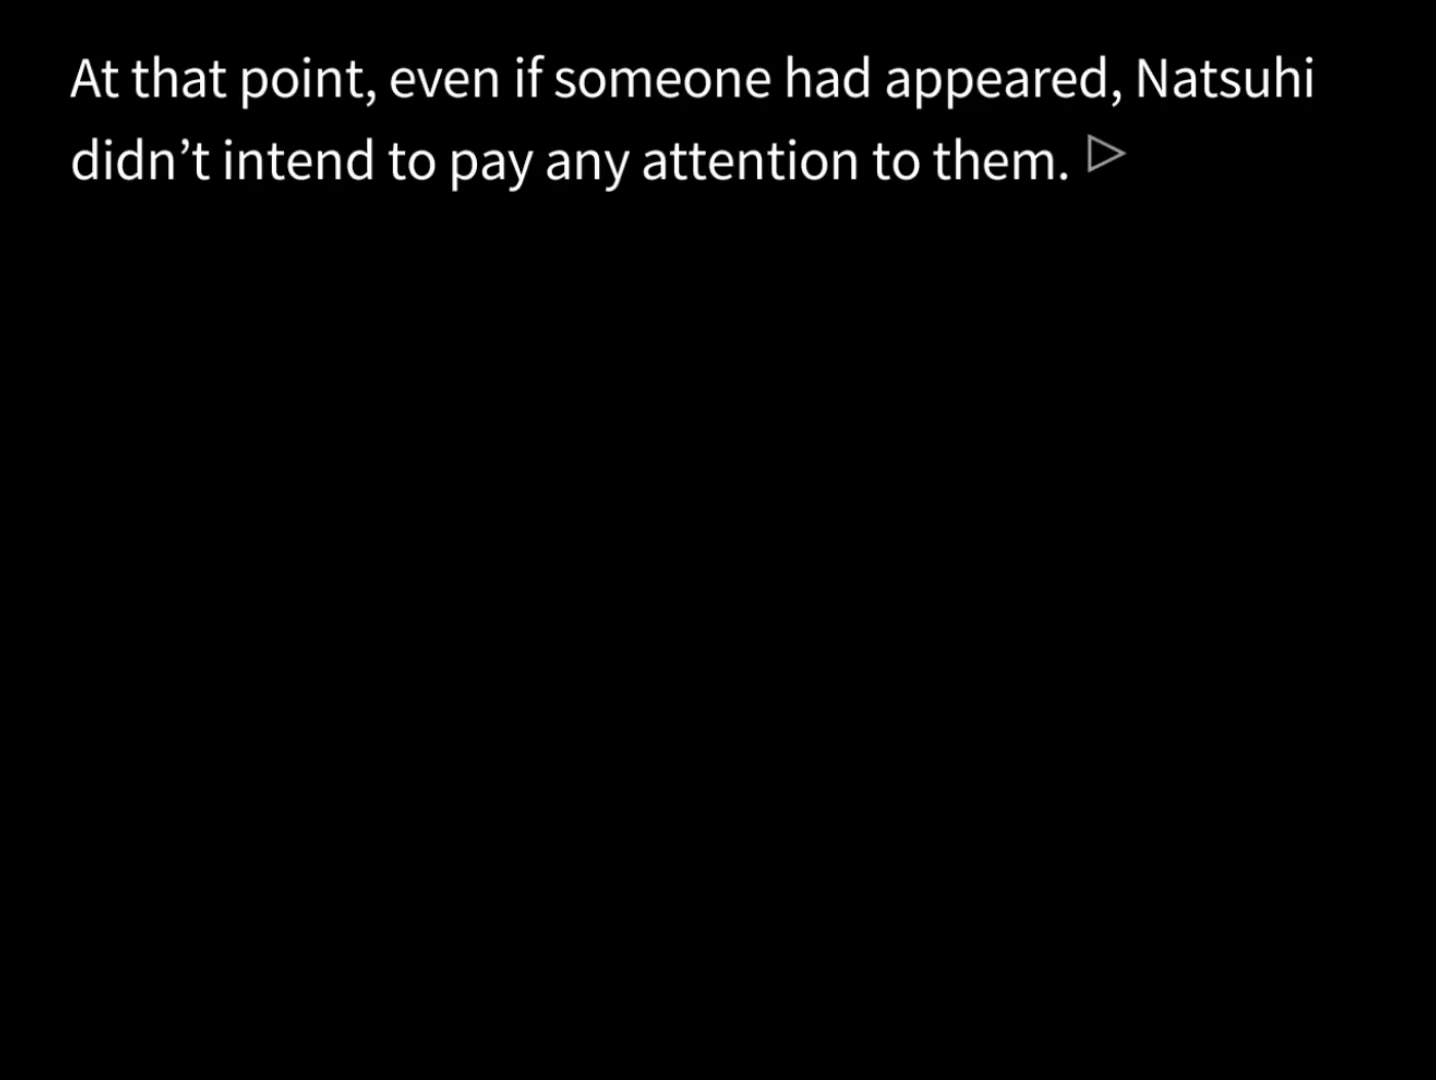 At that point, even if someone had appeared, Natsuhi
didn’t intend to pay any attention to them.